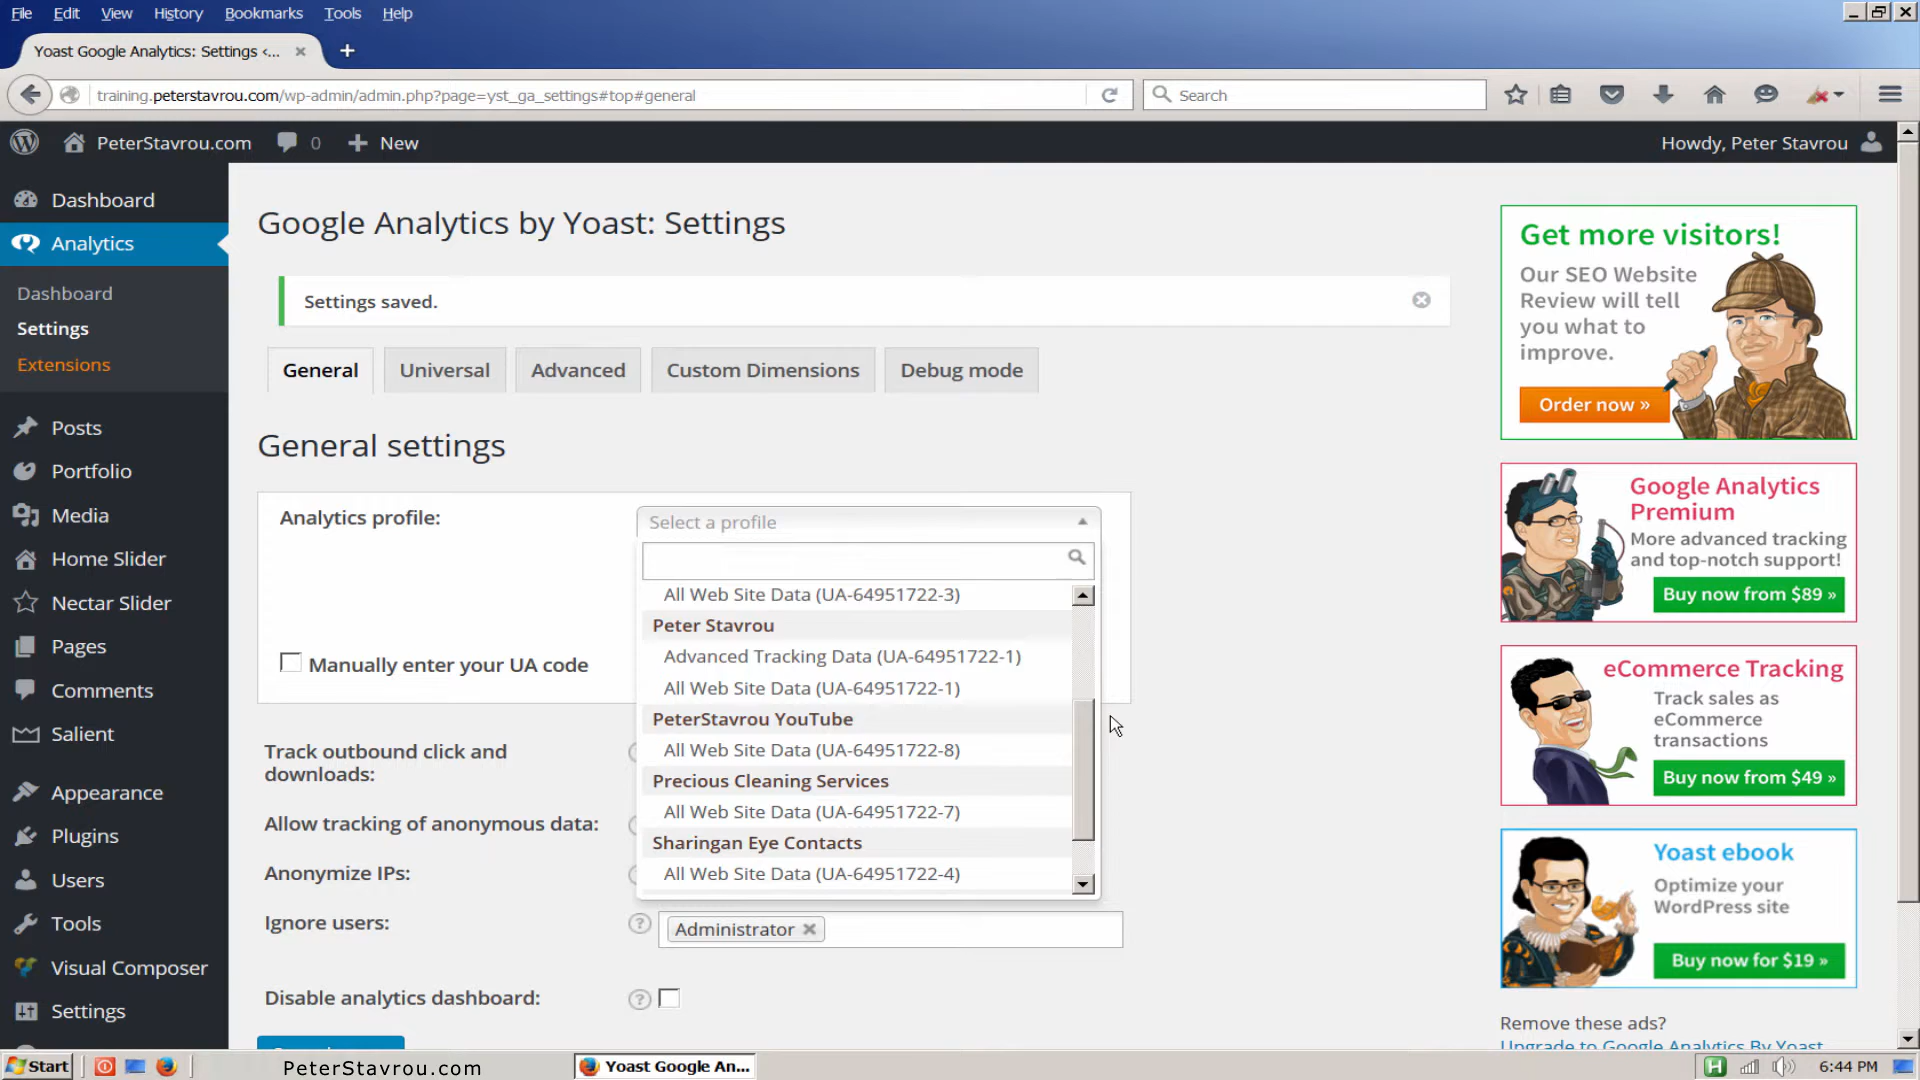 File Edit View History Bookmarks Tools Help
Yoast Google Analytics: Settings ‹...
training.peterstavrou.com/wp-admin/admin.php?page=yst_ga_settings#top#general
Search
PeterStavrou.com 0 New
Howdy, Peter Stavrou
Dashboard
Analytics
Dashboard
Settings
Extensions
Posts
Portfolio
Media
Home Slider
Nectar Slider
Pages
Comments
Salient
Appearance
Plugins
Users
Tools
Visual Composer
Settings
Google Analytics by Yoast: Settings
Settings saved.
General Universal Advanced Custom Dimensions Debug mode
General settings
Analytics profile:
Select a profile
All Web Site Data (UA-64951722-3)
Peter Stavrou
Advanced Tracking Data (UA-64951722-1)
All Web Site Data (UA-64951722-1)
PeterStavrou YouTube
All Web Site Data (UA-64951722-8)
Precious Cleaning Services
All Web Site Data (UA-64951722-7)
Sharingan Eye Contacts
All Web Site Data (UA-64951722-4)
Manually enter your UA code
Track outbound click and
downloads:
Allow tracking of anonymous data:
Anonymize IPs:
Ignore users:
? Administrator
Disable analytics dashboard:
?
Get more visitors!
Our SEO Website
Review will tell
you what to
improve.
Order now »
Google Analytics
Premium
More advanced tracking
and top-notch support!
Buy now from $89 »
eCommerce Tracking
Track sales as
eCommerce
transactions
Buy now from $49 »
Yoast ebook
Optimize your
WordPress site
Buy now for $19 »
Remove these ads?
Upgrade to Google Analytics By Yoast
Start
PeterStavrou.com
Yoast Google An...
H
6:44 PM